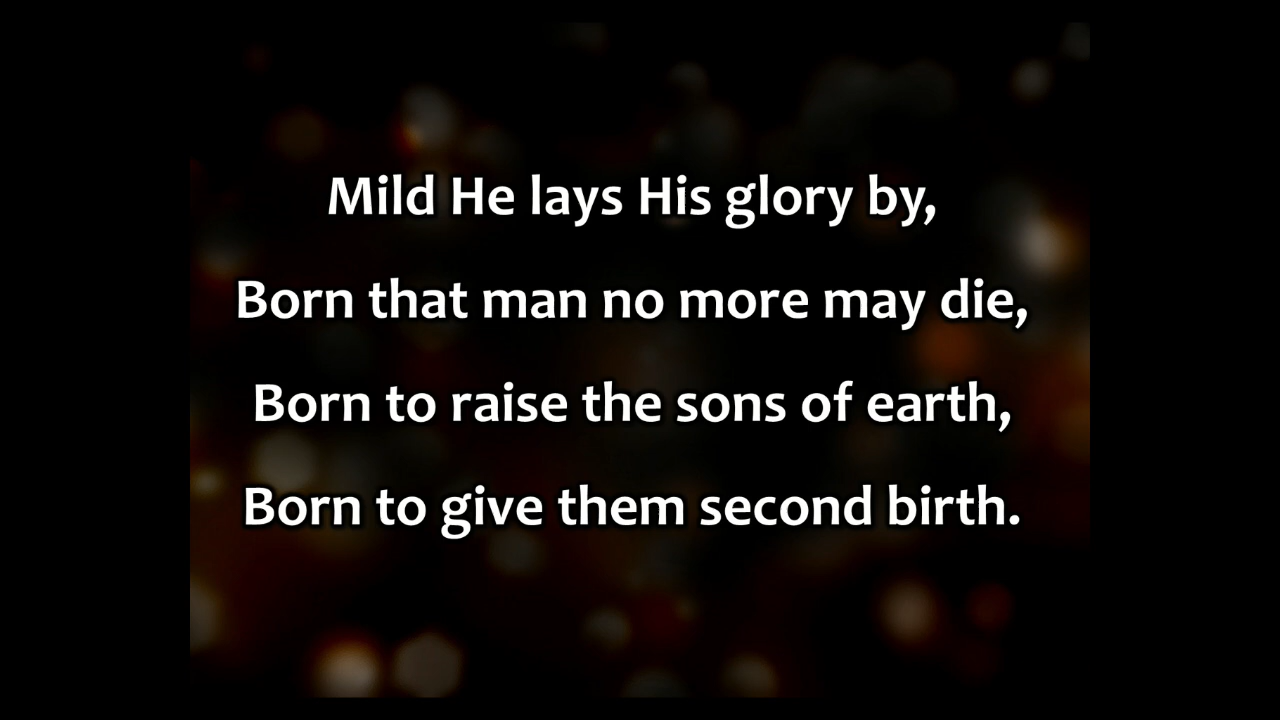 Mild He lays His glory by,
Born that man no more may die,
Born to raise the sons of earth,
Born to give them second birth.